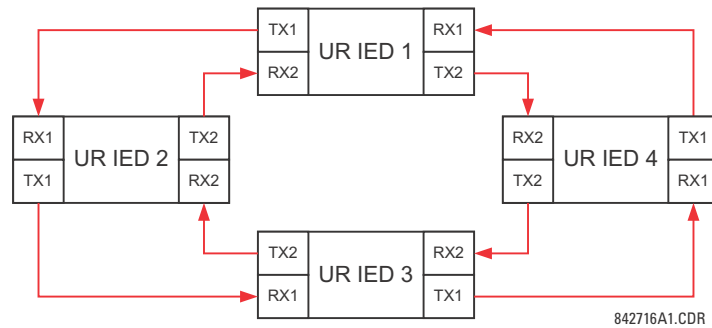 TX1 UR IED 1 RX1
RX2 TX2
RX1 UR IED 2 TX2
TX1 RX2
RX2 UR IED 4 TX1
TX2 RX1
TX2 UR IED 3 RX2
RX1 TX1
842716A1.CDR